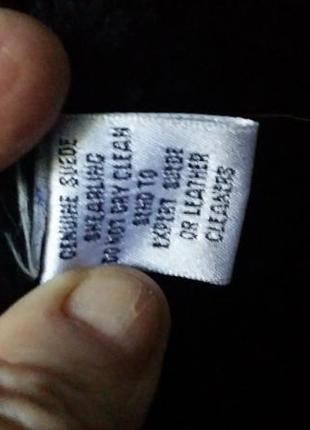 GENUINE SUEDE
SHEARLING
DO NOT DRY CLEAN
SEND TO
EXPERT SUEDE
OR LEATHER
CLEANERS